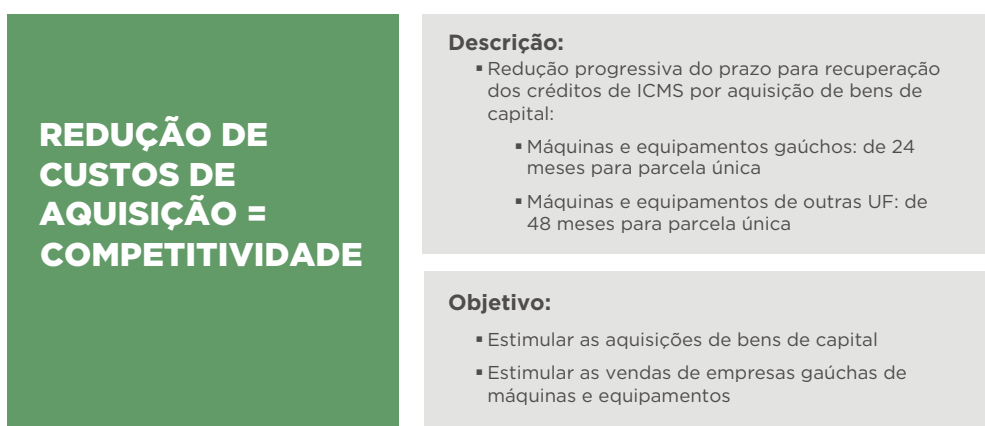 REDUÇÃO DE
CUSTOS DE
AQUISIÇÃO =
COMPETITIVIDADE
Descrição:
▪ Redução progressiva do prazo para recuperação
dos créditos de ICMS por aquisição de bens de
capital:
▪ Máquinas e equipamentos gaúchos: de 24
meses para parcela única
▪ Máquinas e equipamentos de outras UF: de
48 meses para parcela única
Objetivo:
▪ Estimular as aquisições de bens de capital
▪ Estimular as vendas de empresas gaúchas de
máquinas e equipamentos